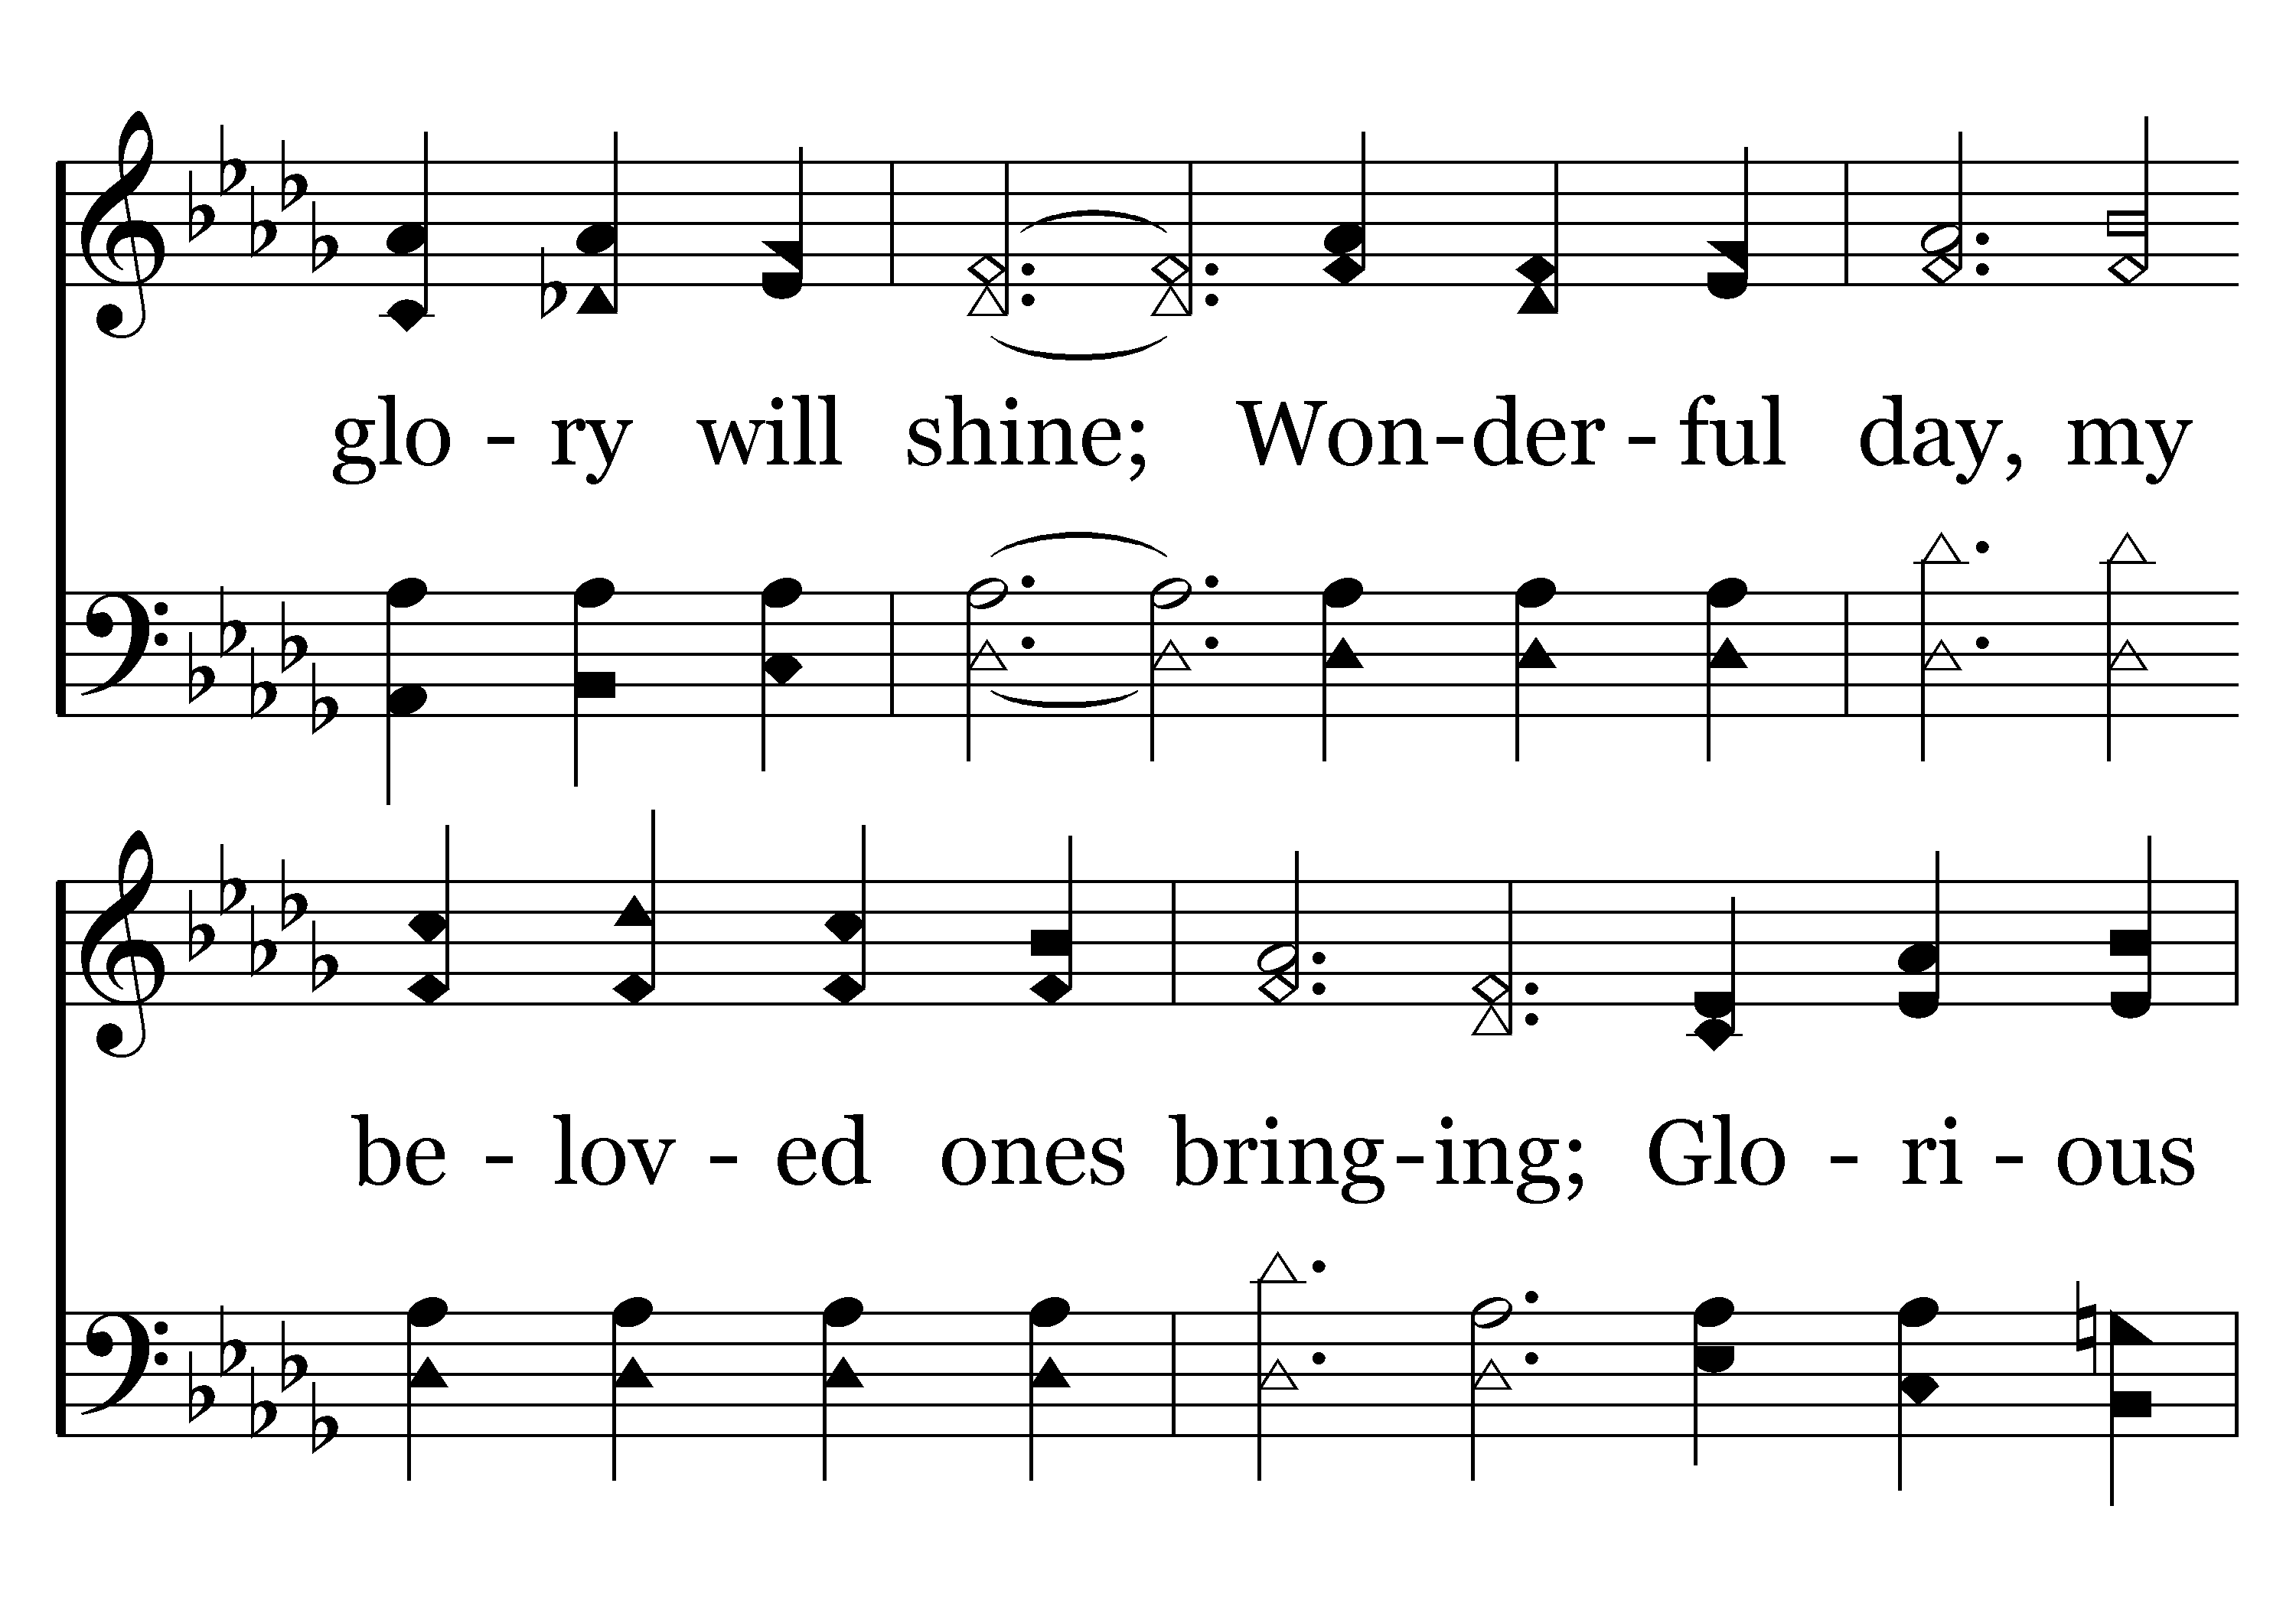 glo - ry will shine; Won-der - ful day, my
be - lov - ed ones bring-ing; Glo - ri - ous